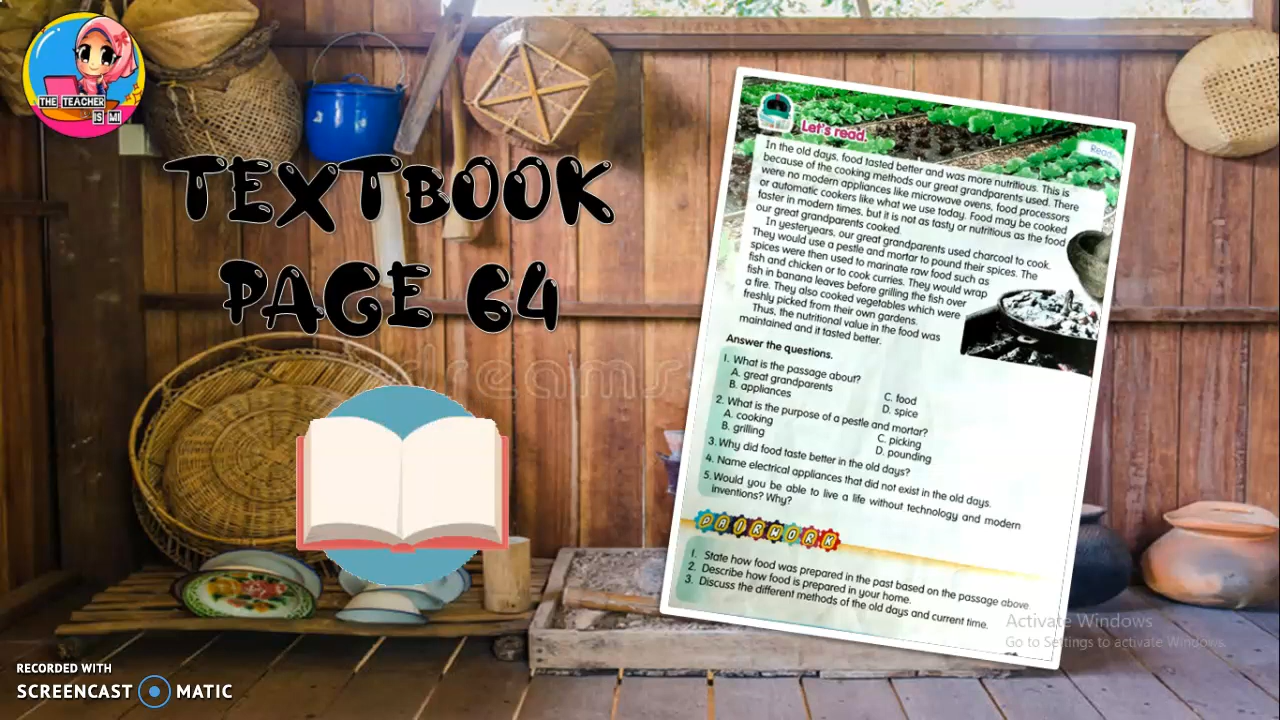 THE TEACHER
IS MI
TEXTBOOK
PAGE 64
Let's read.
Read
In the old days, food tasted better and was more nutritious. This is
because of the cooking methods our great grandparents used. There
were no modern appliances like microwave ovens, food processors
or automatic cookers like what we use today. Food may be cooked
faster in modern times, but it is not as tasty or nutritious as the food
our great grandparents cooked.
In yesteryears, our great grandparents used charcoal to cook.
They would use a pestle and mortar to pound their spices. The
spices were then used to marinate raw food such as
fish and chicken or to cook curries. They would wrap
fish in banana leaves before grilling the fish over
a fire. They also cooked vegetables which were
freshly picked from their own gardens.
Thus, the nutritional value in the food was
maintained and it tasted better.
Answer the questions.
1. What is the passage about?
A. great grandparents
B. appliances
C. food
D. spice
2. What is the purpose of a pestle and mortar?
A. cooking
B. grilling
C. picking
D. pounding
3. Why did food taste better in the old days?
4. Name electrical appliances that did not exist in the old days.
5. Would you be able to live a life without technology and modern
inventions? Why?
PAIRWORK
1. State how food was prepared in the past based on the passage above
2. Describe how food is prepared in your home.
3. Discuss the different methods of the old days and current time.
dreams
Activate Windows
Go to Settings to activate Windows.
RECORDED WITH
SCREENCAST MATIC